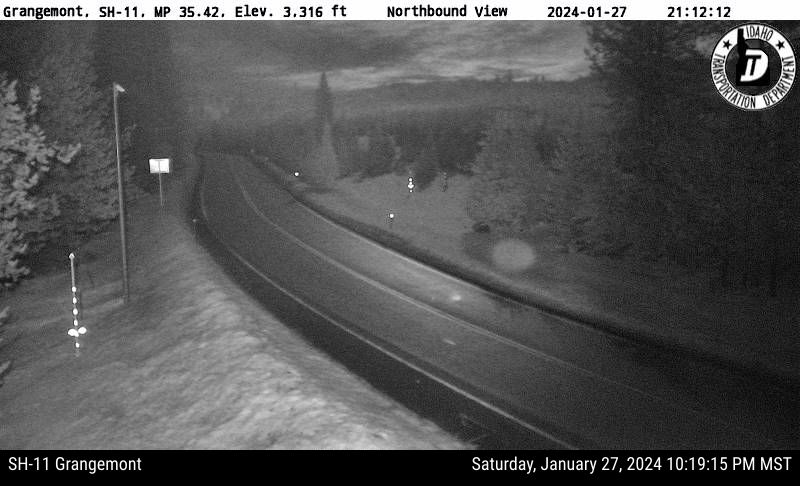 Grangemont, SH-11, MP 35.42, Elev. 3,316 ft Northbound View 2024-01-27 21:12:12
IDAHO
TRANSPORTATION DEPARTMENT
SH-11 Grangemont Saturday, January 27, 2024 10:19:15 PM MST